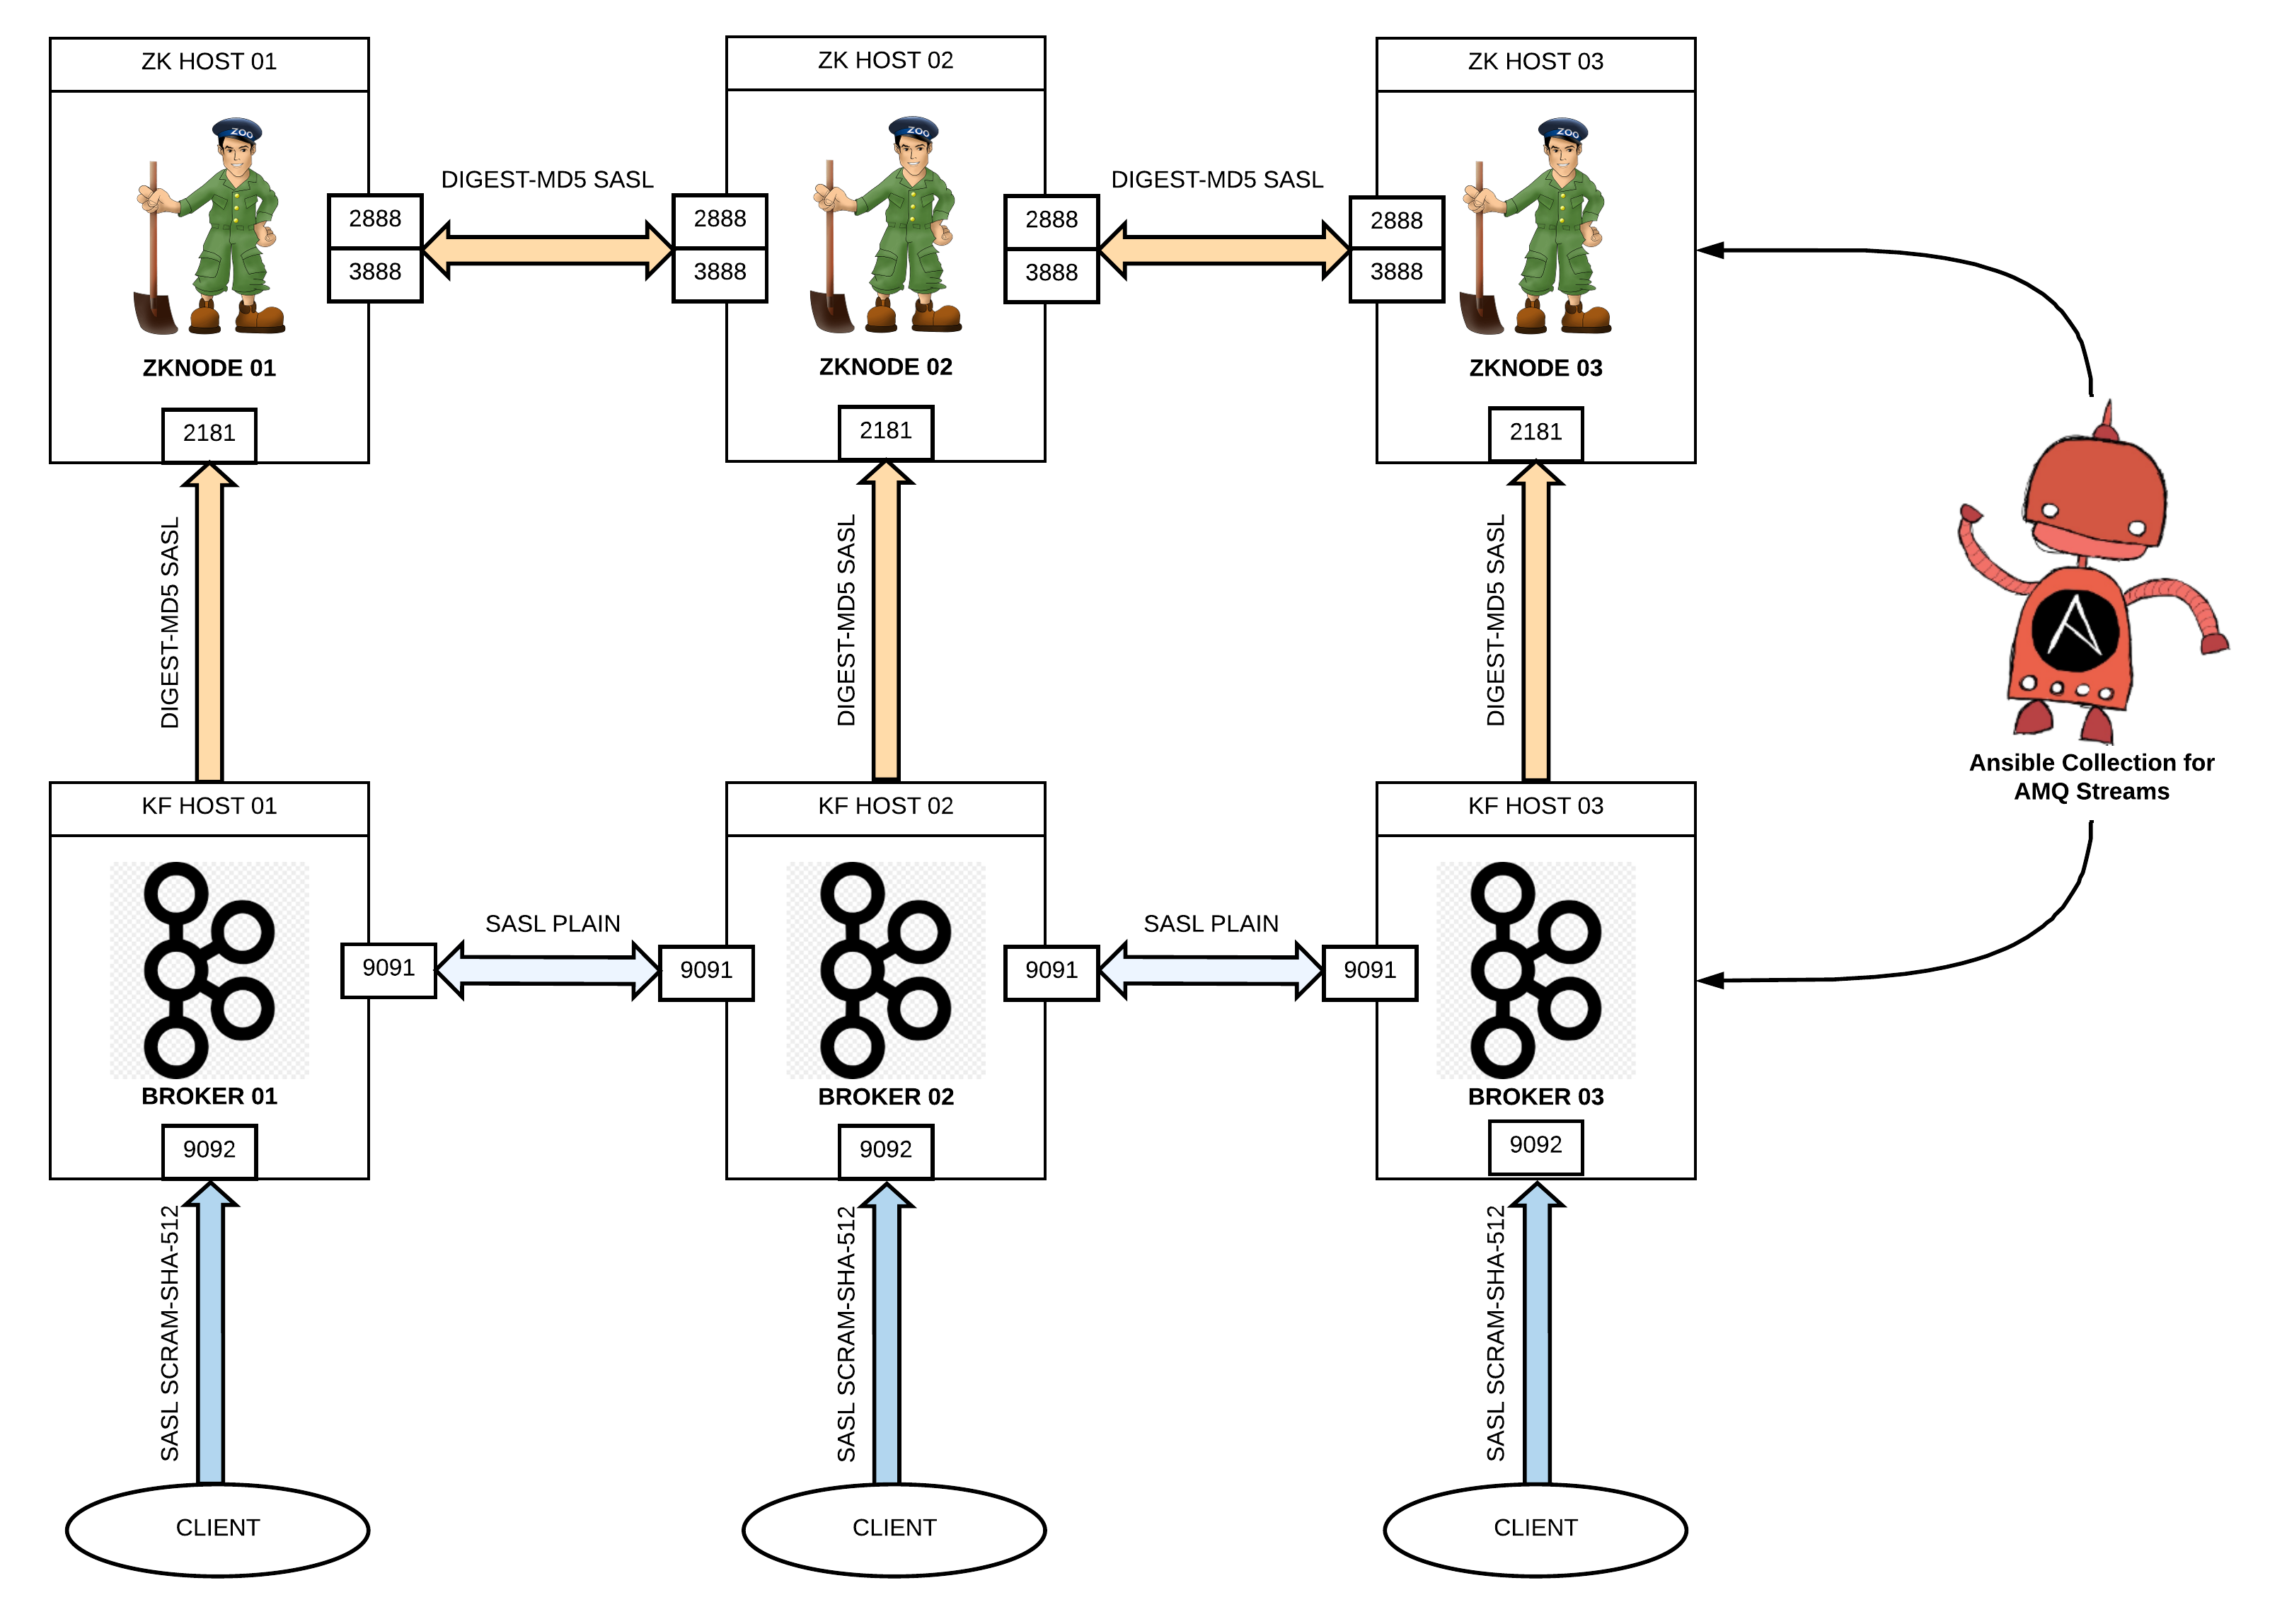 ZK HOST 01
ZK HOST 02
ZK HOST 03
ZOO
ZOO
ZOO
DIGEST-MD5 SASL
DIGEST-MD5 SASL
2888
3888
2888
3888
2888
3888
2888
3888
ZKNODE 01
ZKNODE 02
ZKNODE 03
2181
2181
2181
DIGEST-MD5 SASL
DIGEST-MD5 SASL
DIGEST-MD5 SASL
Ansible Collection for
AMQ Streams
KF HOST 01
KF HOST 02
KF HOST 03
SASL PLAIN
SASL PLAIN
9091
9091
9091
9091
BROKER 01
BROKER 02
BROKER 03
9092
9092
9092
SASL SCRAM-SHA-512
SASL SCRAM-SHA-512
SASL SCRAM-SHA-512
CLIENT
CLIENT
CLIENT